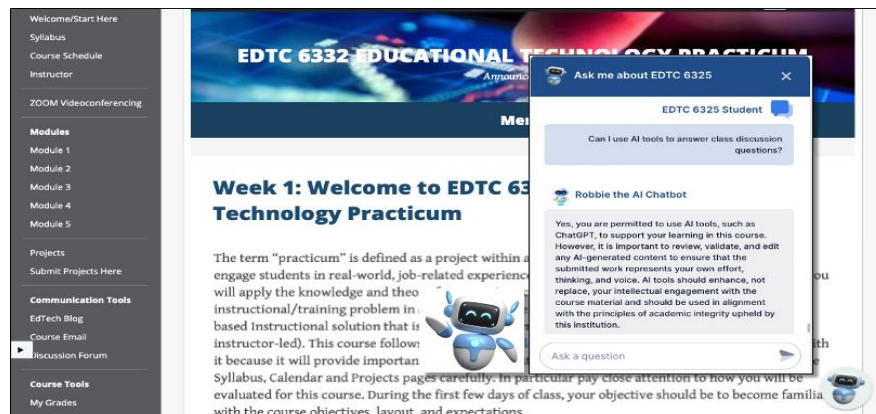 Welcome/Start Here
Syllabus
Course Schedule
Instructor
ZOOM Videoconferencing
Modules
Module 1
Module 2
Module 3
Module 4
Module 5
Projects
Submit Projects Here
Communication Tools
EdTech Blog
Course Email
Discussion Forum
Course Tools
My Grades
EDTC 6332 EDUCATIONAL TECHNOLOGY PRACTICUM
Week 1: Welcome to EDTC 63
Technology Practicum
The term “practicum” is defined as a project within a
engage students in real-world, job-related experienc
will apply the knowledge and theo
instructional/training problem in
based Instructional solution that is
instructor-led). This course follows
it because it will provide importan
Syllabus, Calendar and Projects pages carefully. In particular pay close attention to how you will be
evaluated for this course. During the first few days of class, your objective should be to become familia
with the course objectives, layout, and expectations
Ask me about EDTC 6325
EDTC 6325 Student
Can I use AI tools to answer class discussion
questions?
Robbie the AI Chatbot
Yes, you are permitted to use AI tools, such as
ChatGPT, to support your learning in this course.
However, it is important to review, validate, and edit
any AI-generated content to ensure that the
submitted work represents your own effort,
thinking, and voice. AI tools should enhance, not
replace, your intellectual engagement with the
course material and should be used in alignment
with the principles of academic integrity upheld by
this institution.
Ask a question